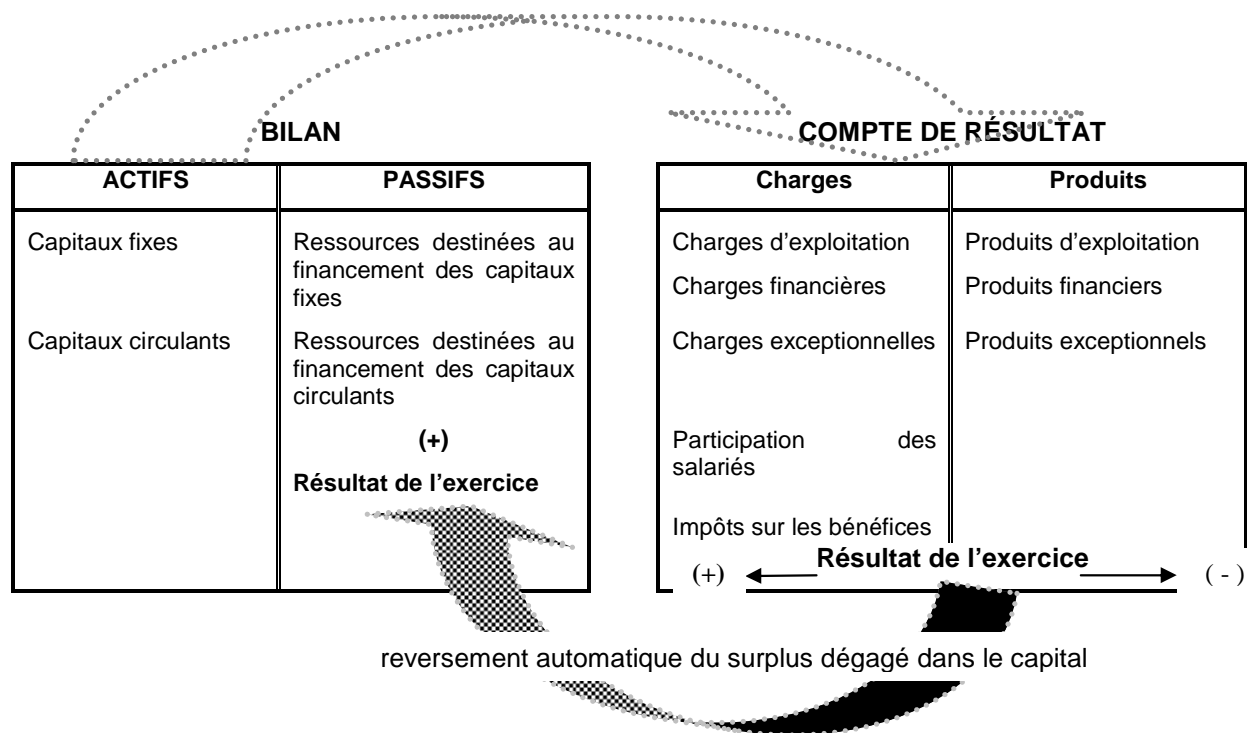 BILAN
ACTIFS
PASSIFS
Capitaux fixes
Ressources destinées au
financement des capitaux
fixes
Capitaux circulants
Ressources destinées au
financement des capitaux
circulants
(+)
Résultat de l’exercice
COMPTE DE RÉSULTAT
Charges
Produits
Charges d’exploitation
Produits d’exploitation
Charges financières
Produits financiers
Charges exceptionnelles
Produits exceptionnels
Participation des
salariés
Impôts sur les bénéfices
Résultat de l’exercice
(+)
( - )
reversement automatique du surplus dégagé dans le capital